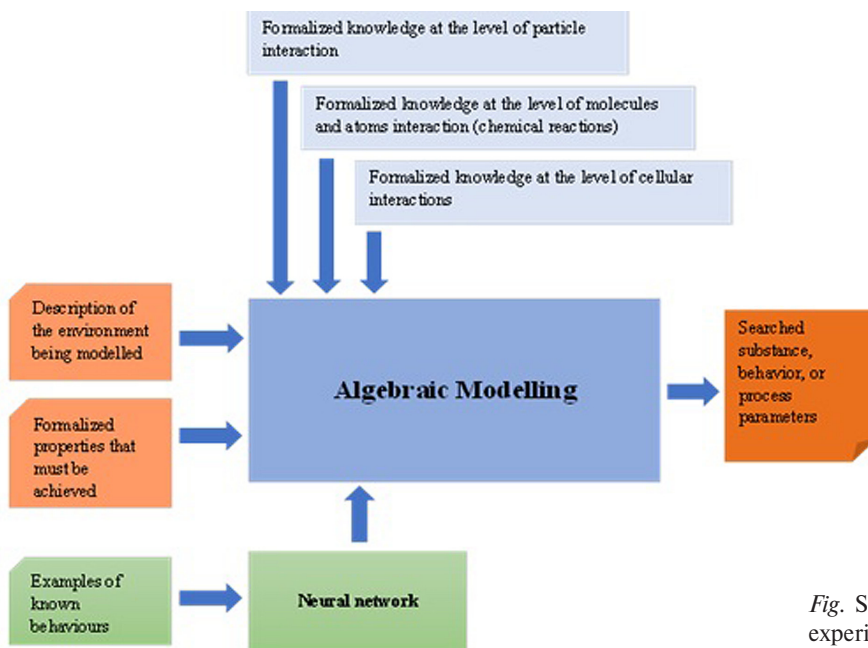 Formalized knowledge at the level of particle
interaction
Formalized knowledge at the level of molecules
and atoms interaction (chemical reactions)
Formalized knowledge at the level of cellular
interactions
Description of
the environment
being modelled
Algebraic Modelling
Searched
substance,
behavior, or
process
parameters
Formalized
properties that
must be
achieved
Examples of
known
behaviours
Neural network
Fig. S
experi